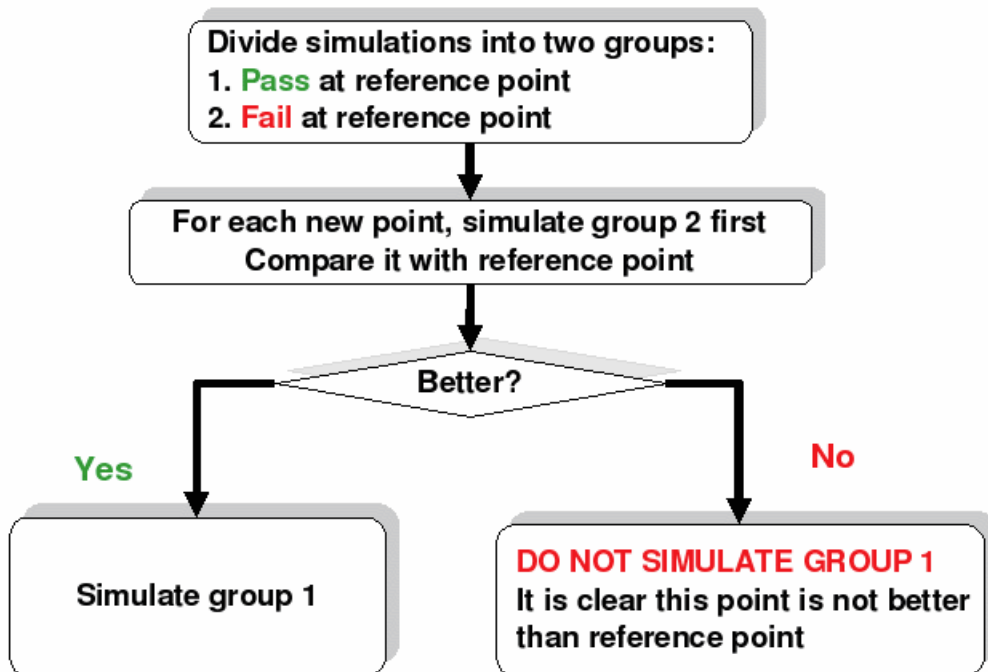 Divide simulations into two groups:
1. Pass at reference point
2. Fail at reference point
For each new point, simulate group 2 first
Compare it with reference point
Better?
Yes
No
Simulate group 1
DO NOT SIMULATE GROUP 1
It is clear this point is not better
than reference point